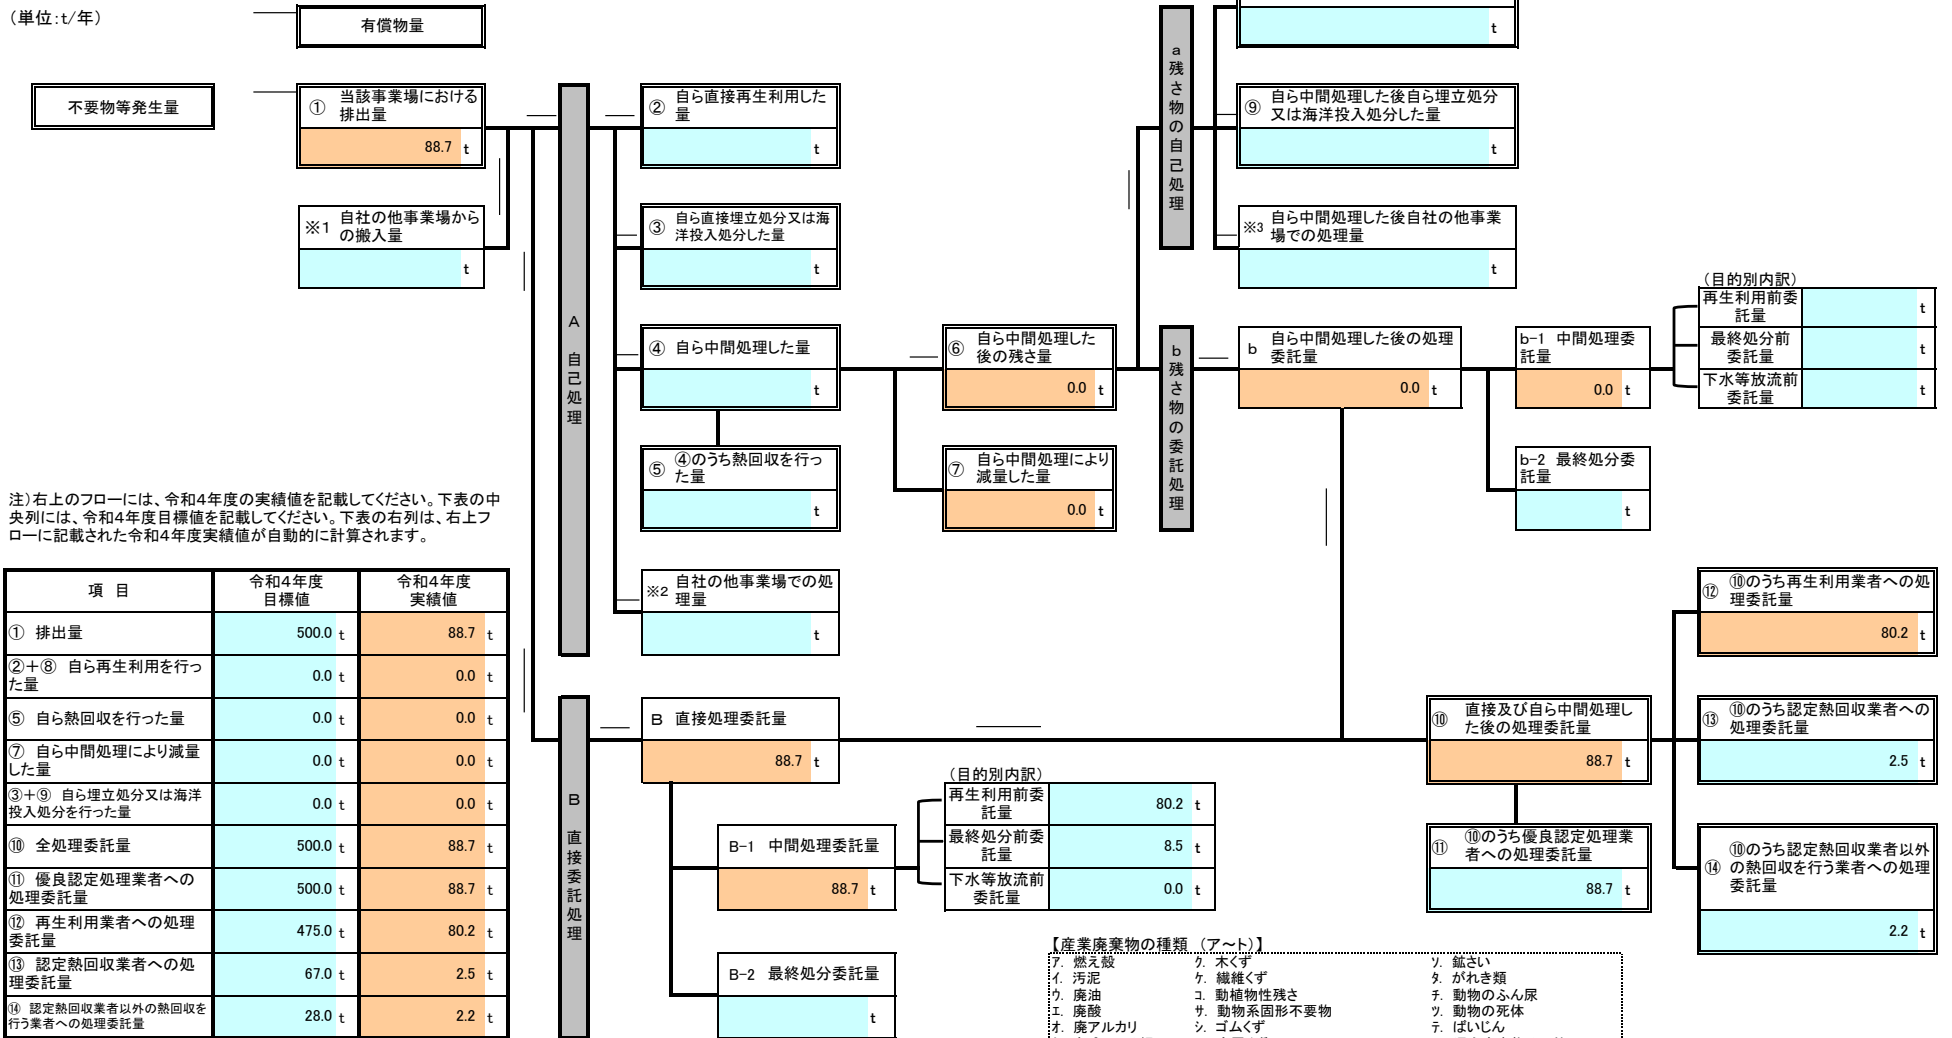 （単位:t/年）
有償物量
t
不要物等発生量
① 当該事業場における
排出量
88.7 t
※1 自社の他事業場から
の搬入量
t
A 自己処理
② 自ら直接再生利用した
量
t
③ 自ら直接埋立処分又は海
洋投入処分した量
t
④ 自ら中間処理した量
t
⑤ ④のうち熱回収を行っ
た量
t
※2 自社の他事業場での処
理量
t
⑥ 自ら中間処理した
後の残さ量
0.0 t
⑦ 自ら中間処理により
減量した量
0.0 t
a 残さ物の自己処理
⑨ 自ら中間処理した後自ら埋立処分
又は海洋投入処分した量
t
※3 自ら中間処理した後自社の他事業
場での処理量
t
b 残さ物の委託処理
b 自ら中間処理した後の処理
委託量
0.0 t
b-1 中間処理委
託量
0.0 t
b-2 最終処分委
託量
t
（目的別内訳）
再生利用前委
託量
t
最終処分前
委託量
t
下水等放流前
委託量
t
注）右上のフローには、令和4年度の実績値を記載してください。下表の中
央列には、令和4年度目標値を記載してください。下表の右列は、右上フ
ローに記載された令和4年度実績値が自動的に計算されます。
項 目 令和4年度
目標値 令和4年度
実績値
① 排出量 500.0 t 88.7 t
②+⑧ 自ら再生利用を行っ
た量 0.0 t 0.0 t
⑤ 自ら熱回収を行った量 0.0 t 0.0 t
⑦ 自ら中間処理により減量
した量 0.0 t 0.0 t
③+⑨ 自ら埋立処分又は海洋
投入処分を行った量 0.0 t 0.0 t
⑩ 全処理委託量 500.0 t 88.7 t
⑪ 優良認定処理業者への
処理委託量 500.0 t 88.7 t
⑫ 再生利用業者への処理
委託量 475.0 t 80.2 t
⑬ 認定熱回収業者への処
理委託量 67.0 t 2.5 t
⑭ 認定熱回収業者以外の熱回収を
行う業者への処理委託量 28.0 t 2.2 t
B 直接委託処理
B 直接処理委託量
88.7 t
B-1 中間処理委託量
88.7 t
B-2 最終処分委託量
t
（目的別内訳）
再生利用前委
託量
80.2 t
最終処分前委
託量
8.5 t
下水等放流前
委託量
0.0 t
⑩ 直接及び自ら中間処理し
た後の処理委託量
88.7 t
⑪ ⑩のうち優良認定処理業
者への処理委託量
88.7 t
⑫ ⑩のうち再生利用業者への処
理委託量
80.2 t
⑬ ⑩のうち認定熱回収業者への
処理委託量
2.5 t
⑭ ⑩のうち認定熱回収業者以外
の熱回収を行う業者への処理
委託量
2.2 t
【産業廃棄物の種類 （ア～ト）】
ア. 燃え殻 ク. 木くず ソ. 鉱さい
イ. 汚泥 ケ. 繊維くず タ. がれき類
ウ. 廃油 コ. 動植物性残さ チ. 動物のふん尿
エ. 廃酸 サ. 動物系固形不要物 ツ. 動物の死体
オ. 廃アルカリ シ. ゴムくず テ. ばいじん